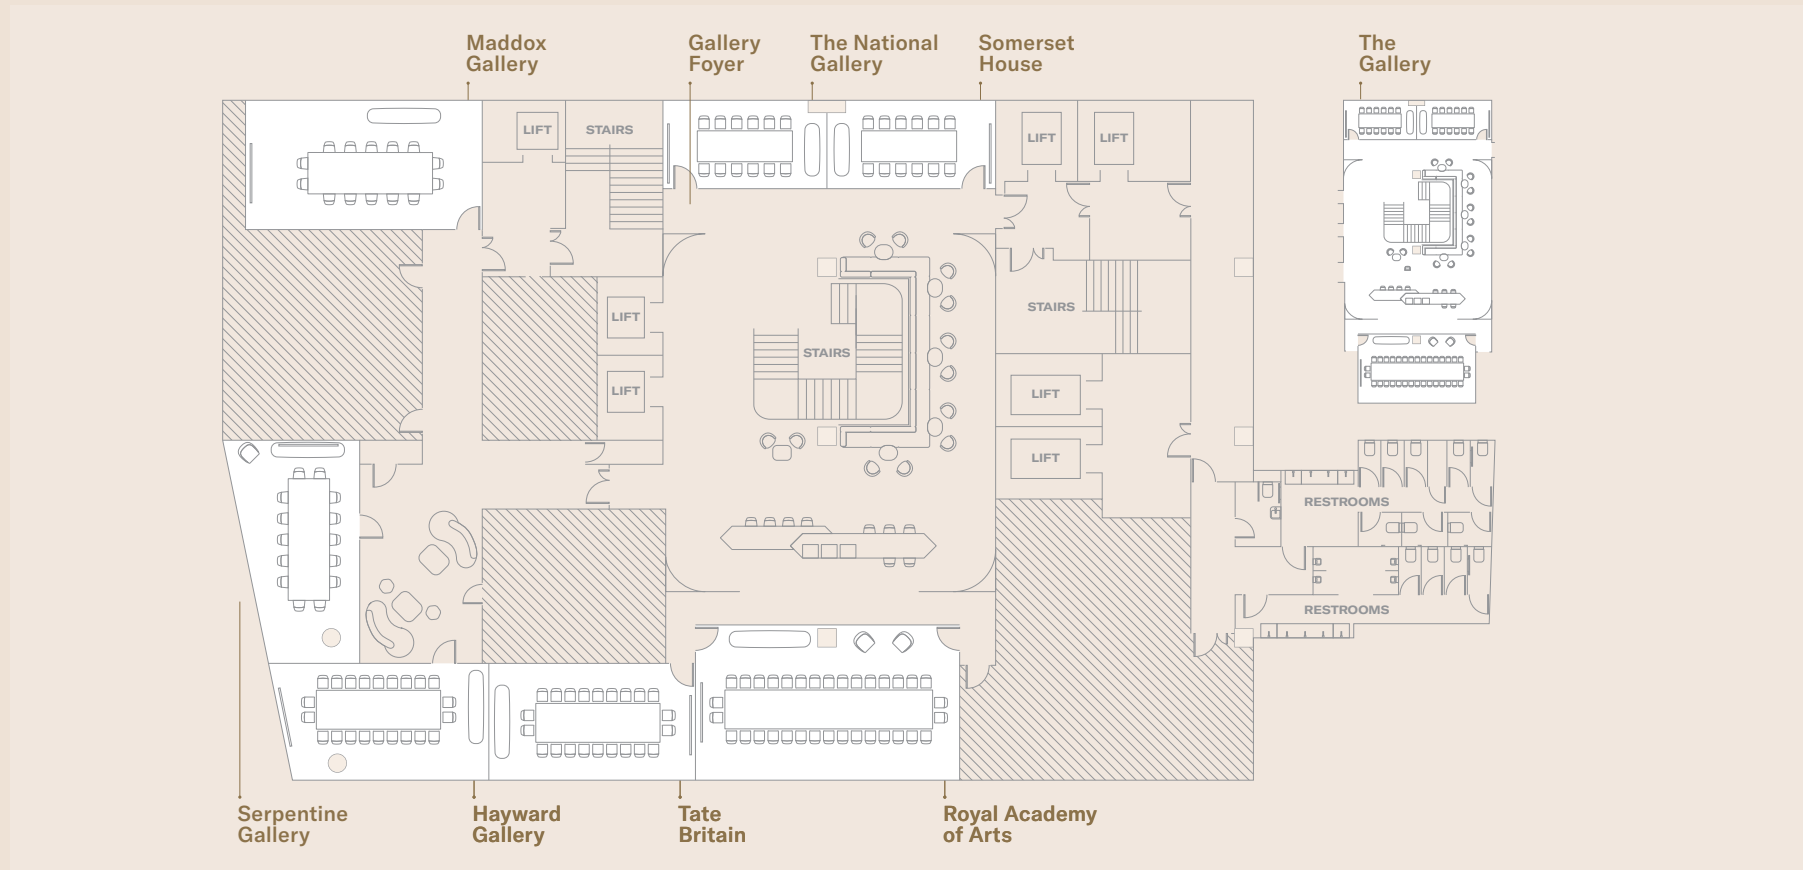 Maddox
Gallery
Gallery
Foyer
The National
Gallery
Somerset
House
The
Gallery
LIFT
STAIRS
LIFT
LIFT
LIFT
STAIRS
STAIRS
LIFT
LIFT
LIFT
RESTROOMS
RESTROOMS
Serpentine
Gallery
Hayward
Gallery
Tate
Britain
Royal Academy
of Arts